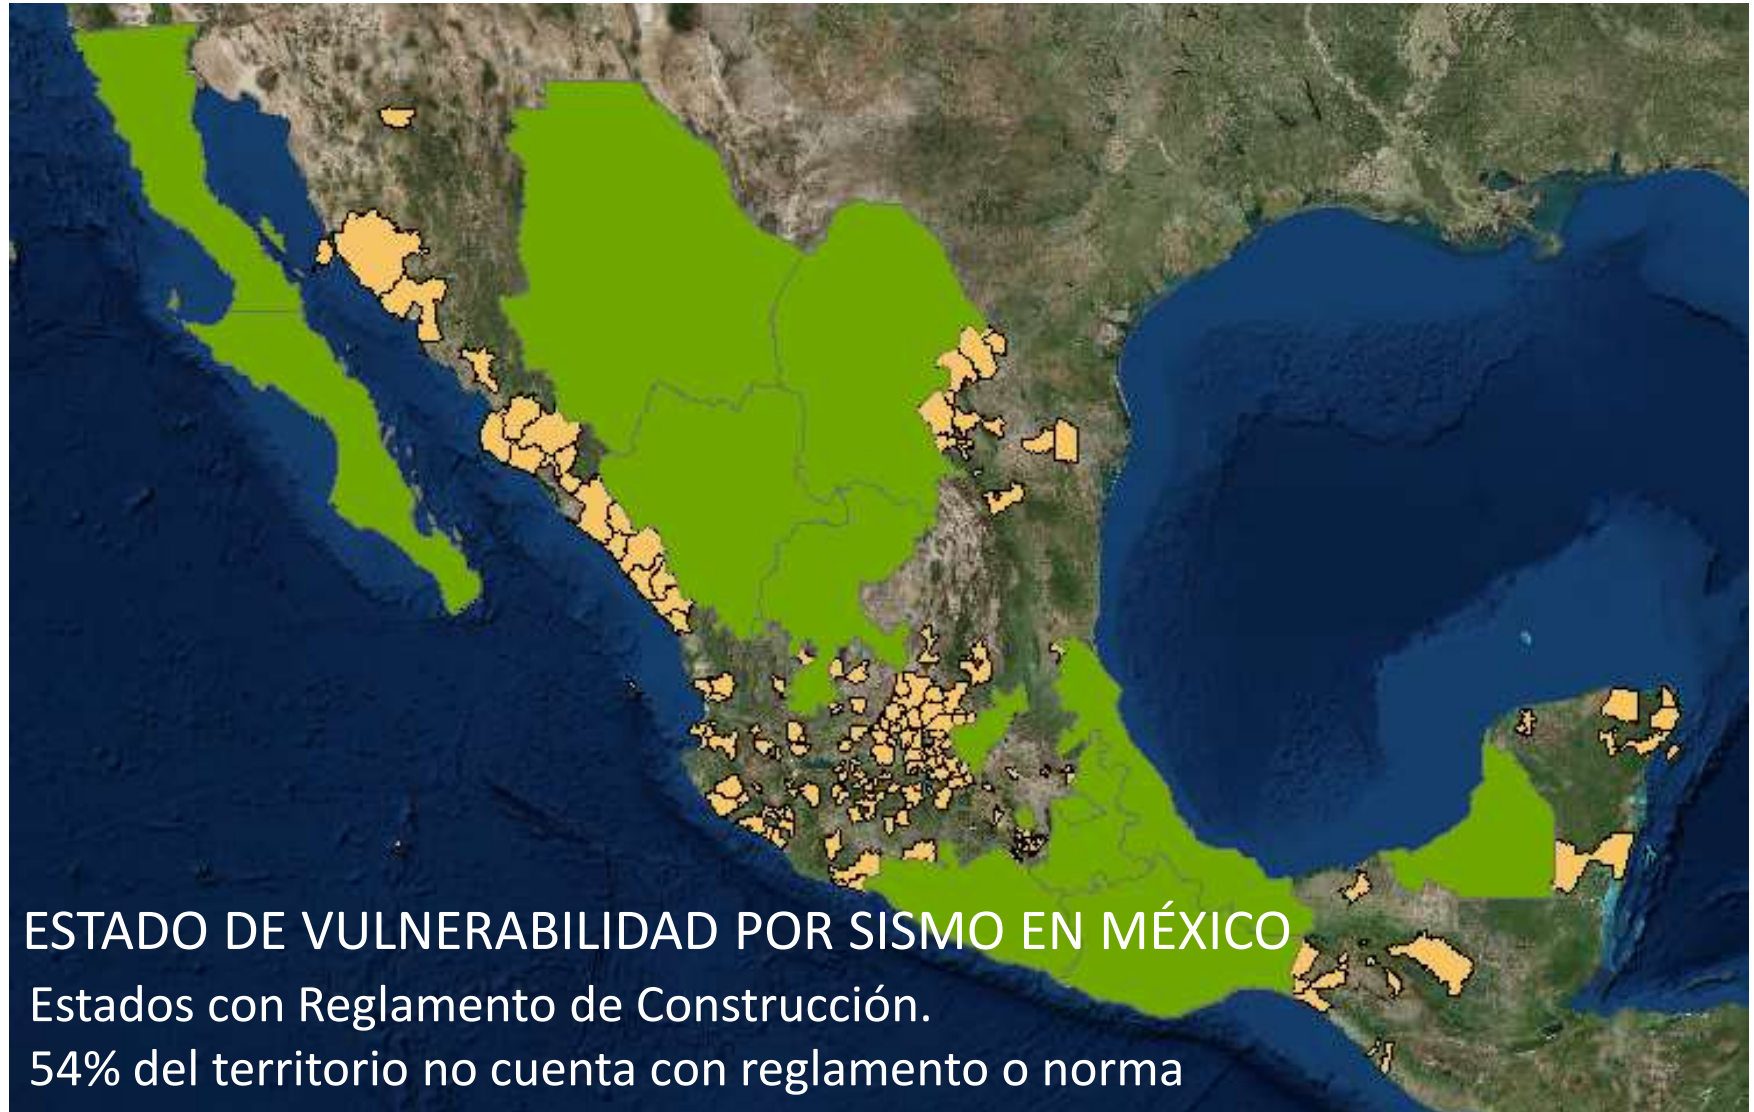 ESTADO DE VULNERABILIDAD POR SISMO EN MÉXICO
Estados con Reglamento de Construcción.
54% del territorio no cuenta con reglamento o norma